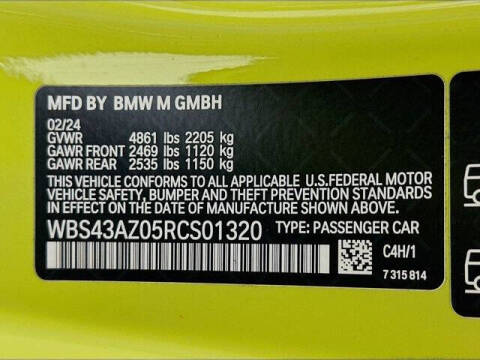 MFD BY BMW M GMBH
02/24
GVWR 4861 lbs 2205 kg
GAWR FRONT 2469 lbs 1120 kg
GAWR REAR 2535 lbs 1150 kg
THIS VEHICLE CONFORMS TO ALL APPLICABLE U.S.FEDERAL MOTOR
VEHICLE SAFETY, BUMPER AND THEFT PREVENTION STANDARDS IN
EFFECT ON THE DATE OF MANUFACTURE SHOWN ABOVE.
WBS43AZ05RCS01320 TYPE: PASSENGER CAR
C4H/1
7 315 814